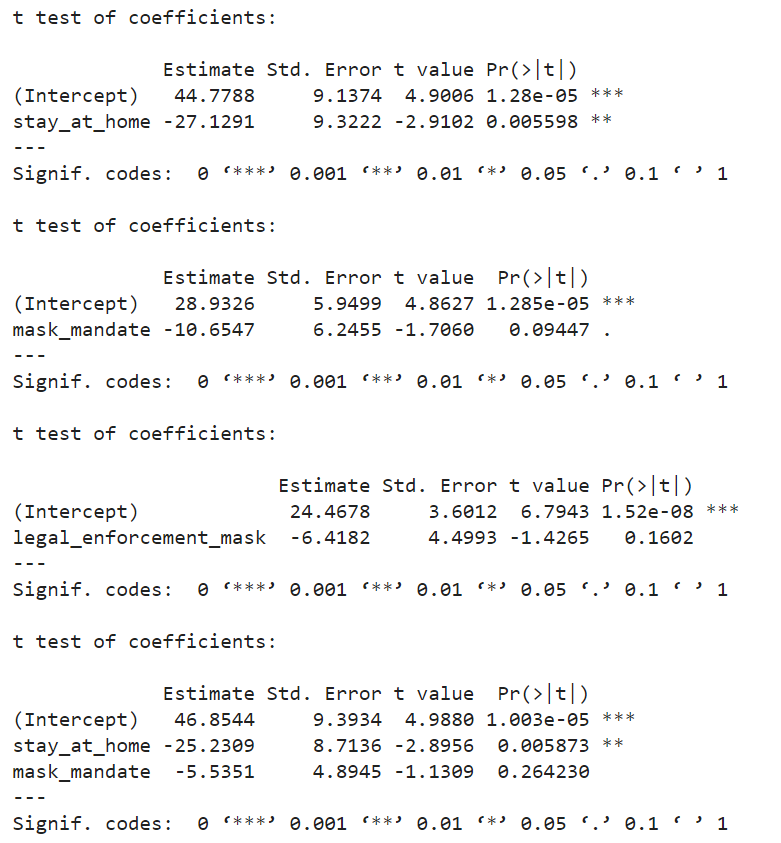 t test of coefficients:
Estimate Std. Error t value Pr(>|t|)
(Intercept) 44.7788 9.1374 4.9006 1.28e-05 ***
stay_at_home -27.1291 9.3222 -2.9102 0.005598 **
---
Signif. codes: 0 ‘***’ 0.001 ‘**’ 0.01 ‘*’ 0.05 ‘.’ 0.1 ‘ ’ 1
t test of coefficients:
Estimate Std. Error t value Pr(>|t|)
(Intercept) 28.9326 5.9499 4.8627 1.285e-05 ***
mask_mandate -10.6547 6.2455 -1.7060 0.09447 .
---
Signif. codes: 0 ‘***’ 0.001 ‘**’ 0.01 ‘*’ 0.05 ‘.’ 0.1 ‘ ’ 1
t test of coefficients:
Estimate Std. Error t value Pr(>|t|)
(Intercept) 24.4678 3.6012 6.7943 1.52e-08 ***
legal_enforcement_mask -6.4182 4.4993 -1.4265 0.1602
---
Signif. codes: 0 ‘***’ 0.001 ‘**’ 0.01 ‘*’ 0.05 ‘.’ 0.1 ‘ ’ 1
t test of coefficients:
Estimate Std. Error t value Pr(>|t|)
(Intercept) 46.8544 9.3934 4.9880 1.003e-05 ***
stay_at_home -25.2309 8.7136 -2.8956 0.005873 **
mask_mandate -5.5351 4.8945 -1.1309 0.264230
---
Signif. codes: 0 ‘***’ 0.001 ‘**’ 0.01 ‘*’ 0.05 ‘.’ 0.1 ‘ ’ 1